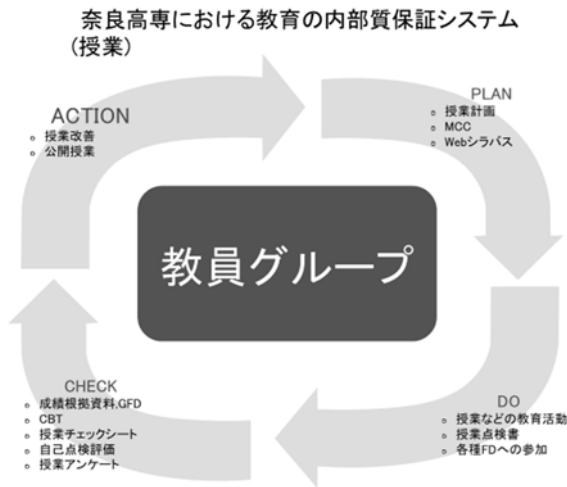 奈良高専における教育の内部質保証システム
(授業)
ACTION
。授業改善
。公開授業
PLAN
。授業計画
。MCC
。Webシラバス
教員グループ
CHECK
。成績根拠資料,GFD
。CBT
。授業チェックシート
。自己点検評価
。授業アンケート
DO
。授業などの教育活動
。授業点検書
。各種FDへの参加